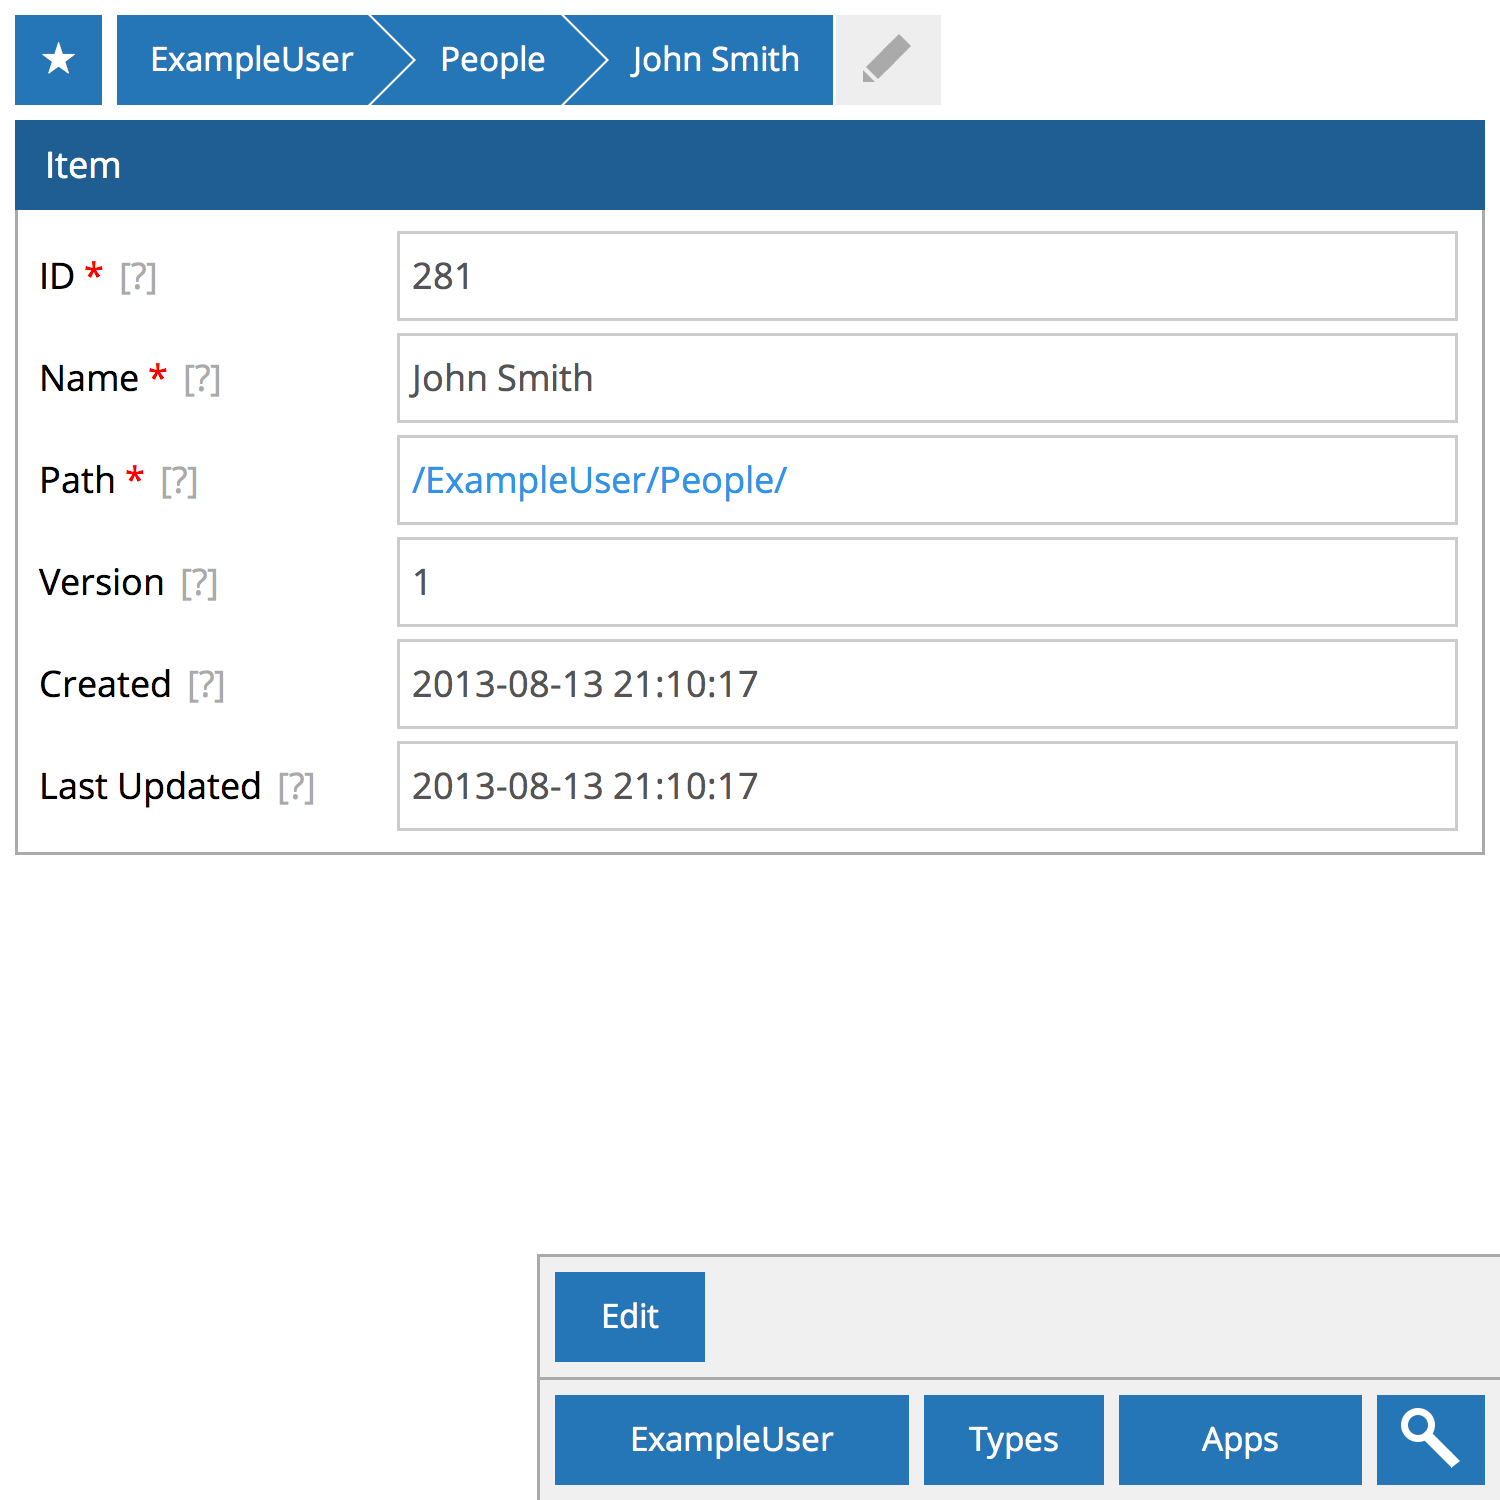 ★ ExampleUser People John Smith
Item
ID * [?] 281
Name * [?] John Smith
Path * [?] /ExampleUser/People/
Version [?] 1
Created [?] 2013-08-13 21:10:17
Last Updated [?] 2013-08-13 21:10:17
Edit
ExampleUser Types Apps